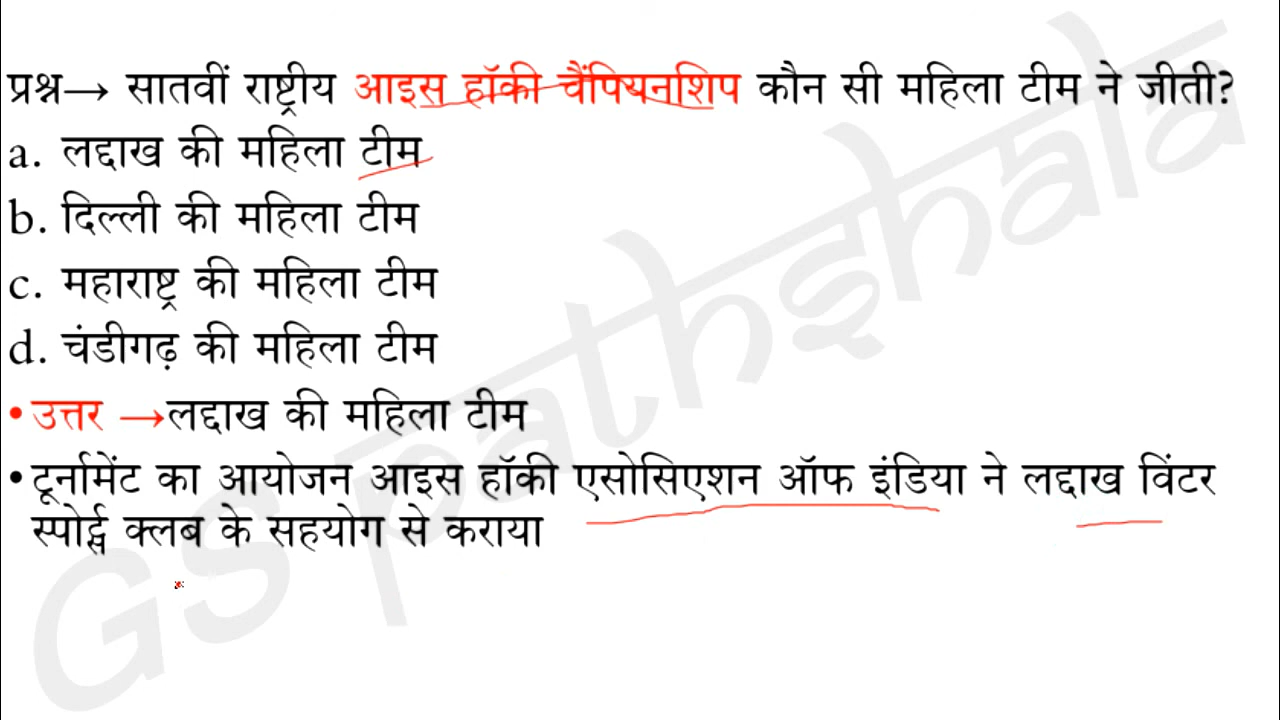 प्रश्न→ सातवीं राष्ट्रीय आइस हॉकी चैंपियनशिप कौन सी महिला टीम ने जीती?
a. लद्दाख की महिला टीम
b. दिल्ली की महिला टीम
c. महाराष्ट्र की महिला टीम
d. चंडीगढ़ की महिला टीम
•उत्तर →लद्दाख की महिला टीम
•टूर्नामेंट का आयोजन आइस हॉकी एसोसिएशन ऑफ इंडिया ने लद्दाख विंटर
स्पोर्ट्स क्लब के सहयोग से कराया
GS pathshala